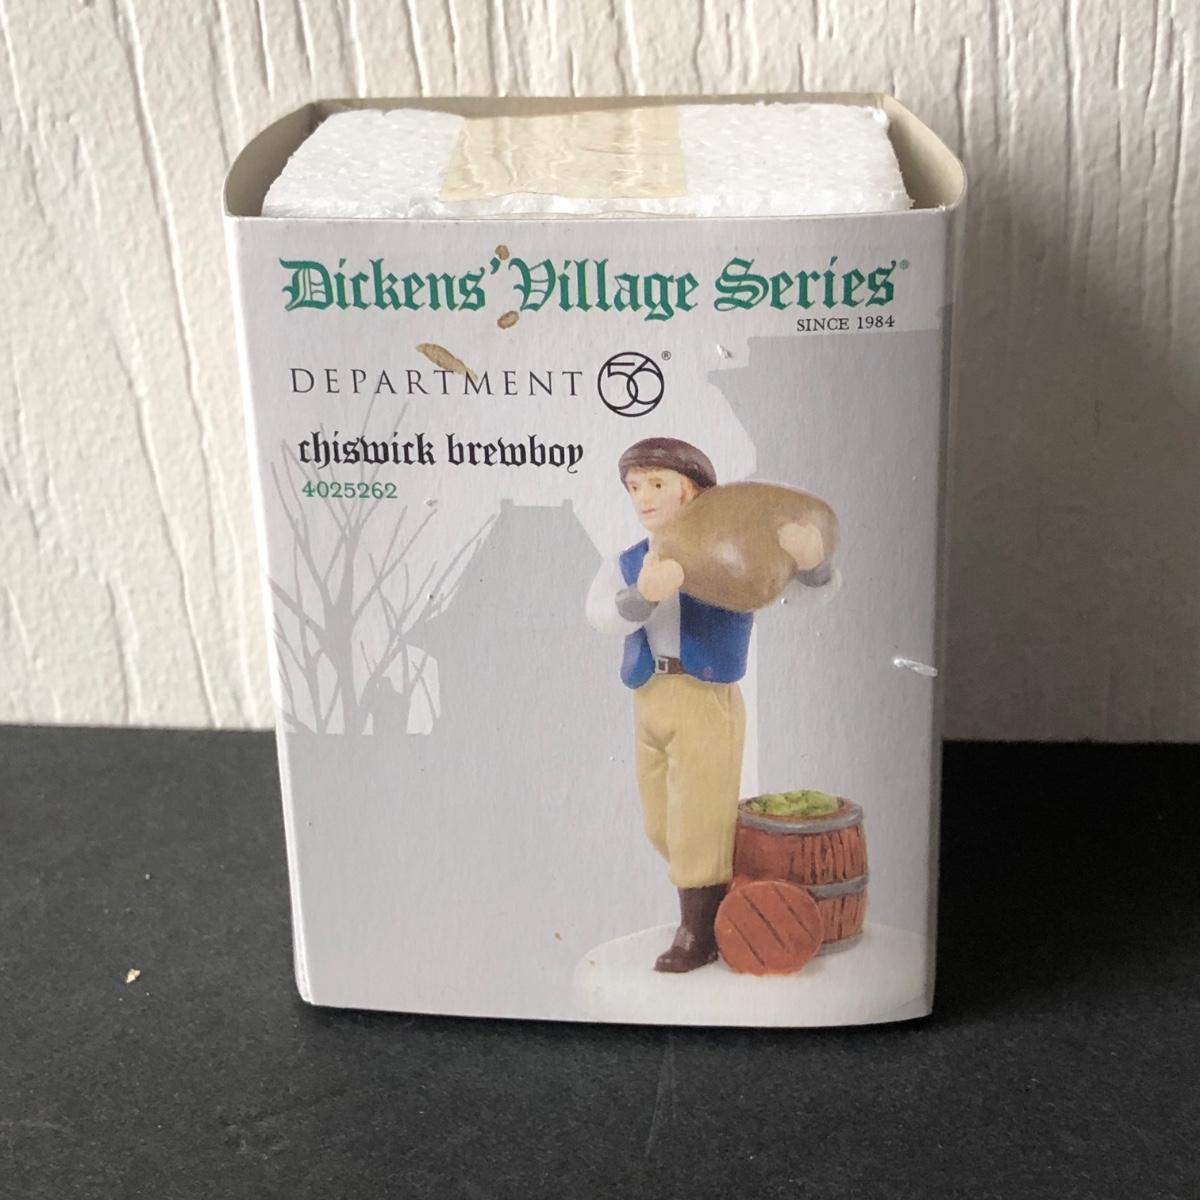 Dickens' Village Series®
SINCE 1984
DEPARTMENT 56®
chiswick brewboy
4025262